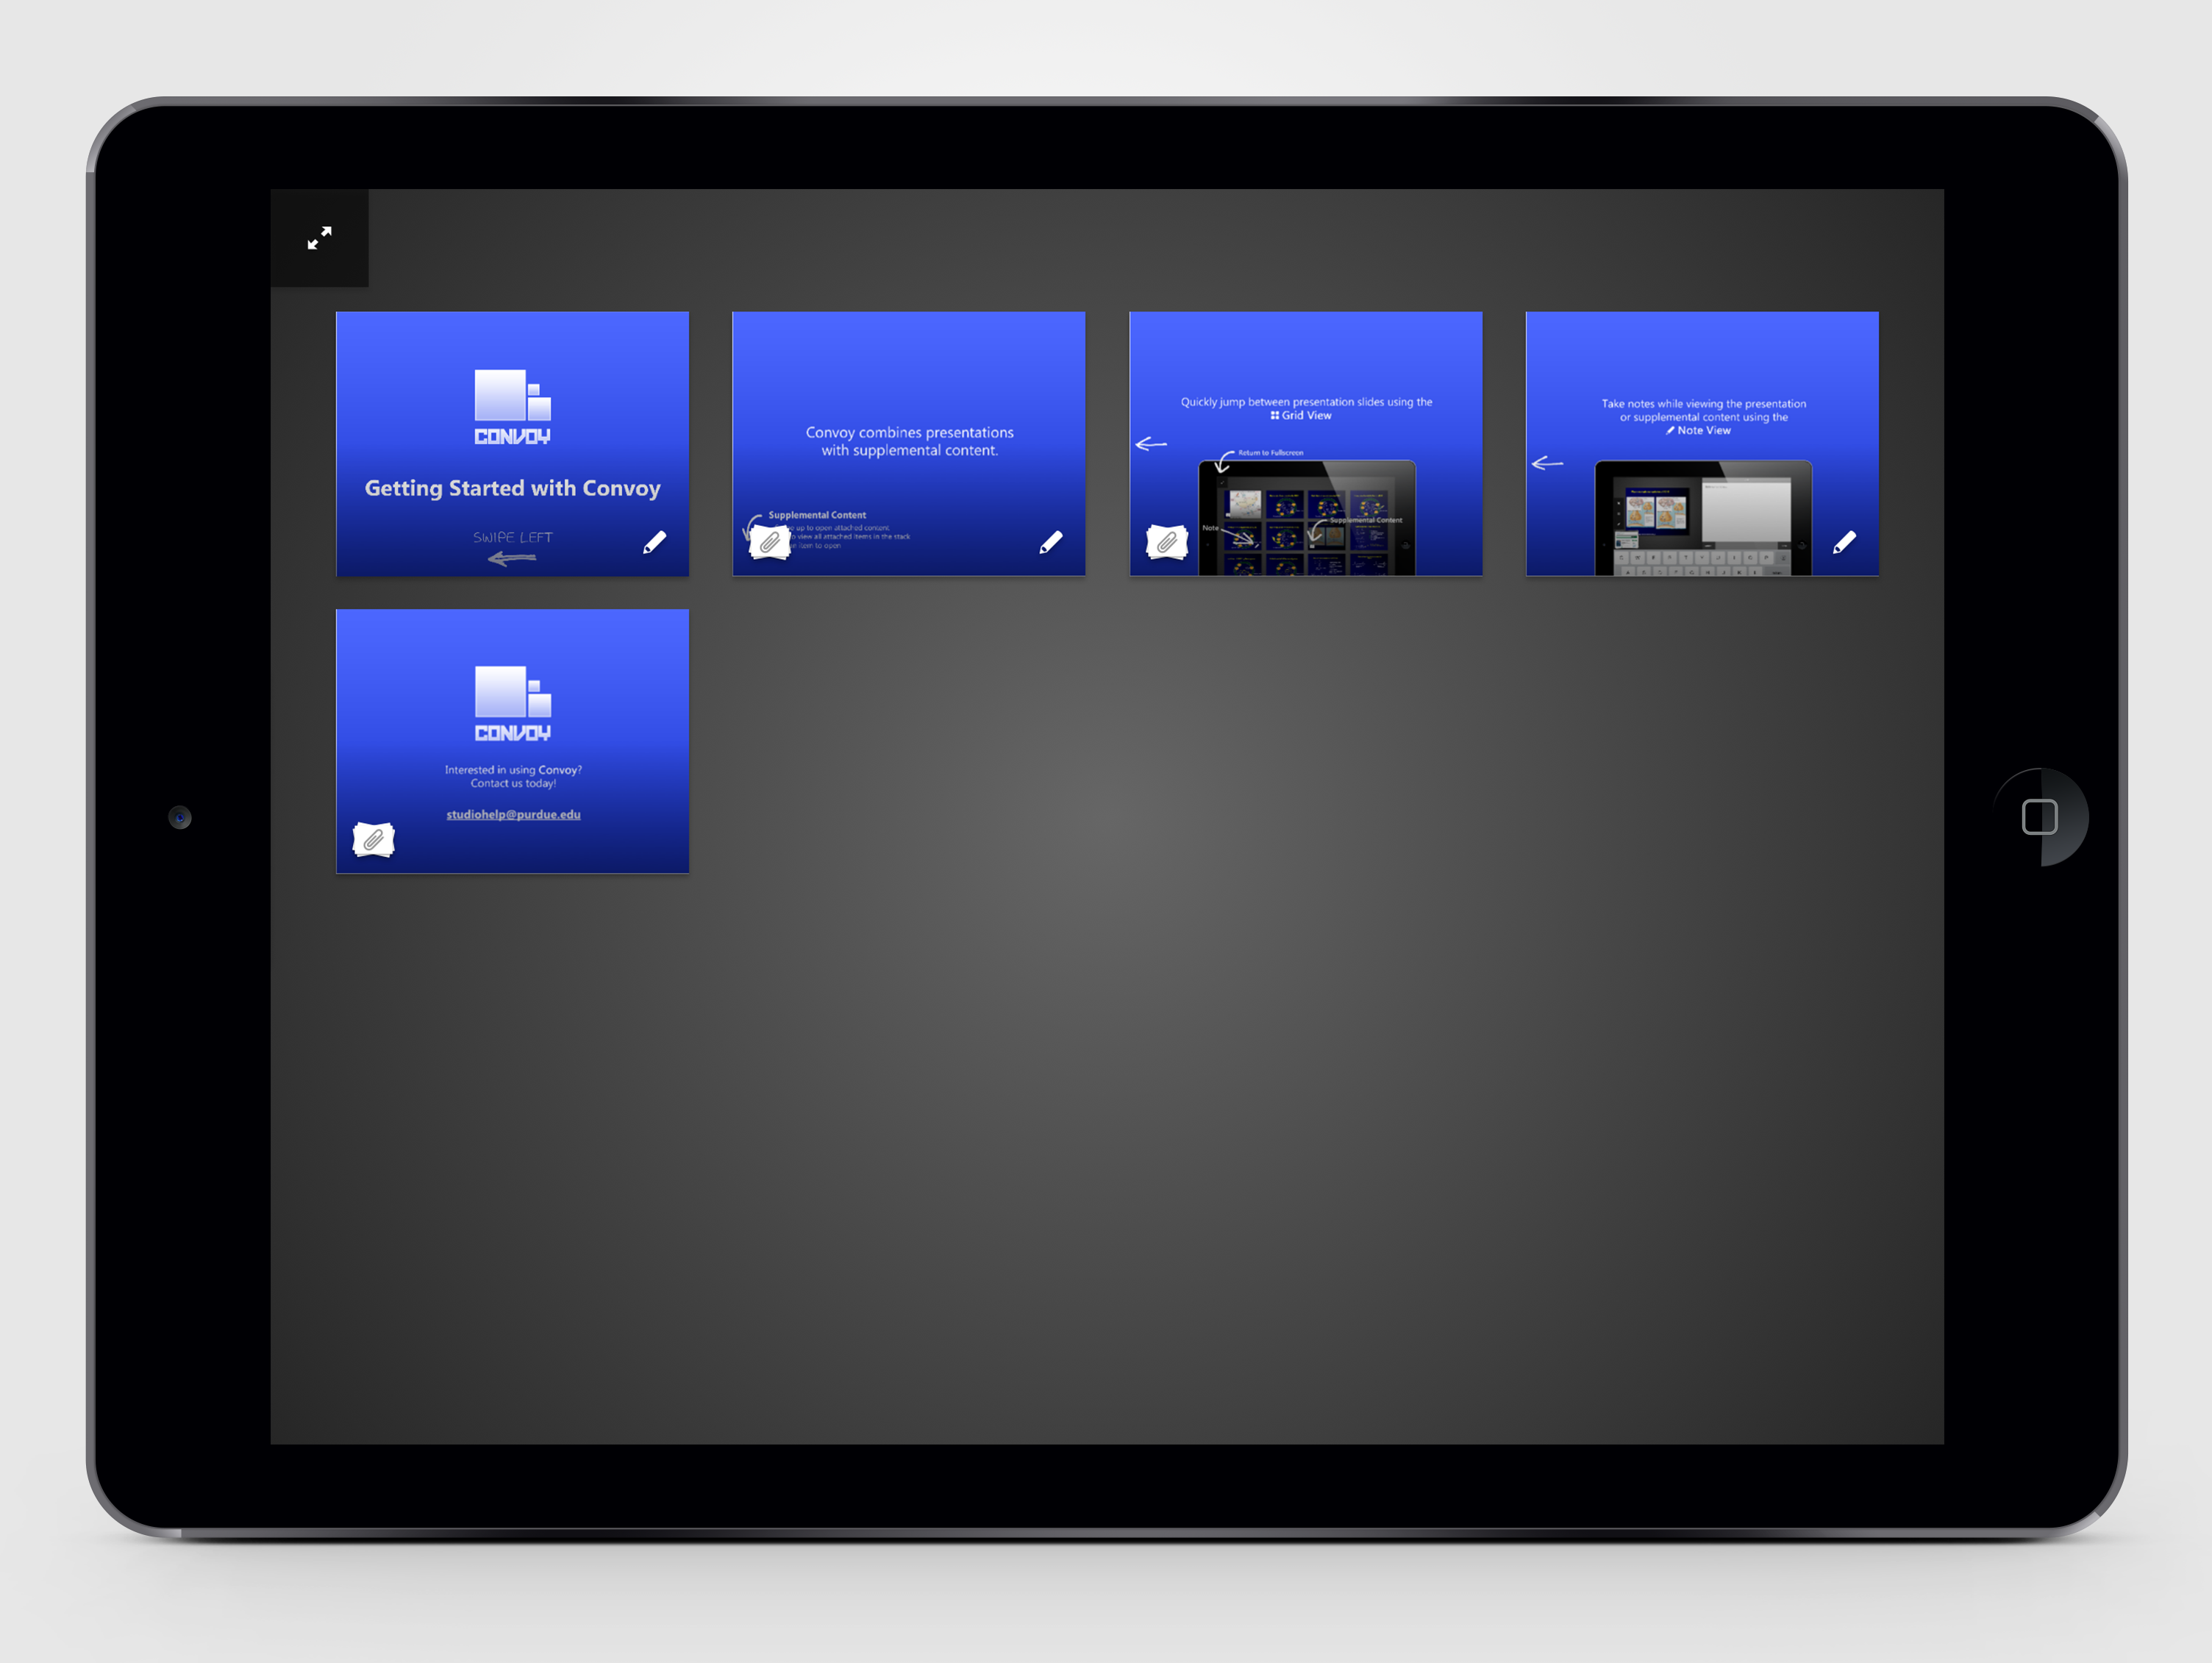 CONVOY
Getting Started with Convoy
SWIPE LEFT
Convoy combines presentations
with supplemental content.
Supplemental Content
up to open attached content
to view all attached items in the stack
item to open
Quickly jump between presentation slides using the
Grid View
Return to Fullscreen
Note
Supplemental Content
Take notes while viewing the presentation
or supplemental content using the
Note View
CONVOY
Interested in using Convoy?
Contact us today!
studiohelp@purdue.edu